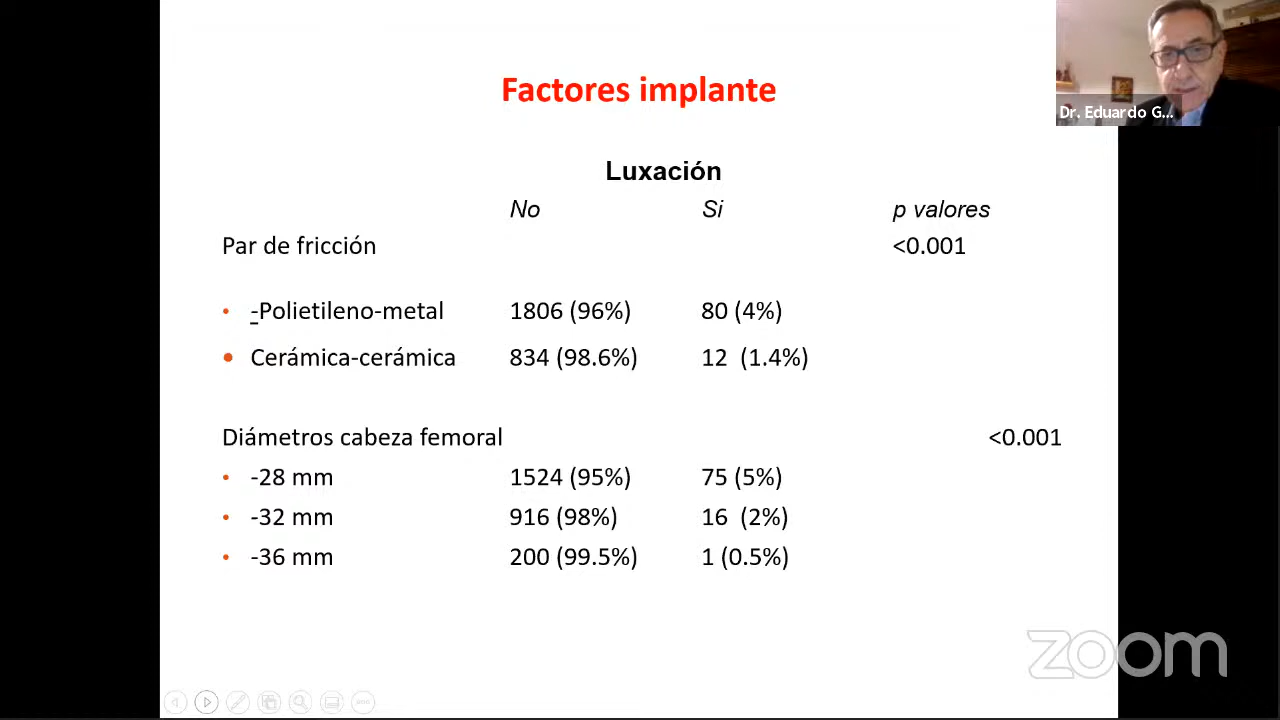 Factores implante
Dr. Eduardo G...
Luxación
No Si p valores
Par de fricción <0.001
• -Polietileno-metal 1806 (96%) 80 (4%)
• Cerámica-cerámica 834 (98.6%) 12 (1.4%)
Diámetros cabeza femoral <0.001
• -28 mm 1524 (95%) 75 (5%)
• -32 mm 916 (98%) 16 (2%)
• -36 mm 200 (99.5%) 1 (0.5%)
zoom